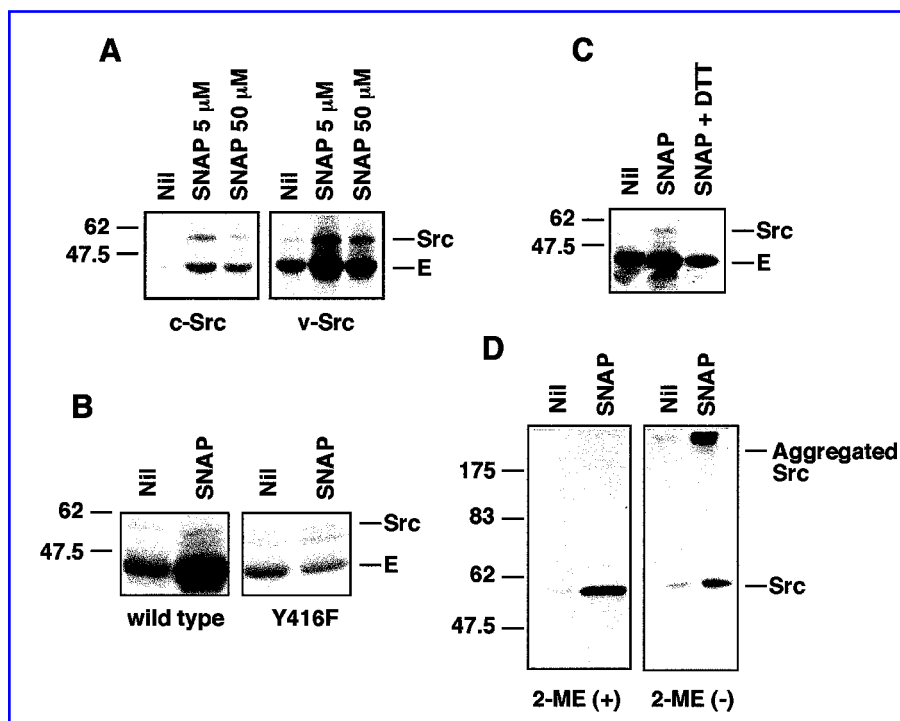 A
Nil
SNAP 5 μM
SNAP 50 μM
Nil
SNAP 5 μM
SNAP 50 μM
62
47.5
Src
E
c-Src
v-Src
B
Nil
SNAP
Nil
SNAP
62
47.5
Src
E
wild type
Y416F
C
Nil
SNAP
SNAP + DTT
62
47.5
Src
E
D
Nil
SNAP
Nil
SNAP
175
83
62
47.5
Aggregated
Src
Src
2-ME (+)
2-ME (-)